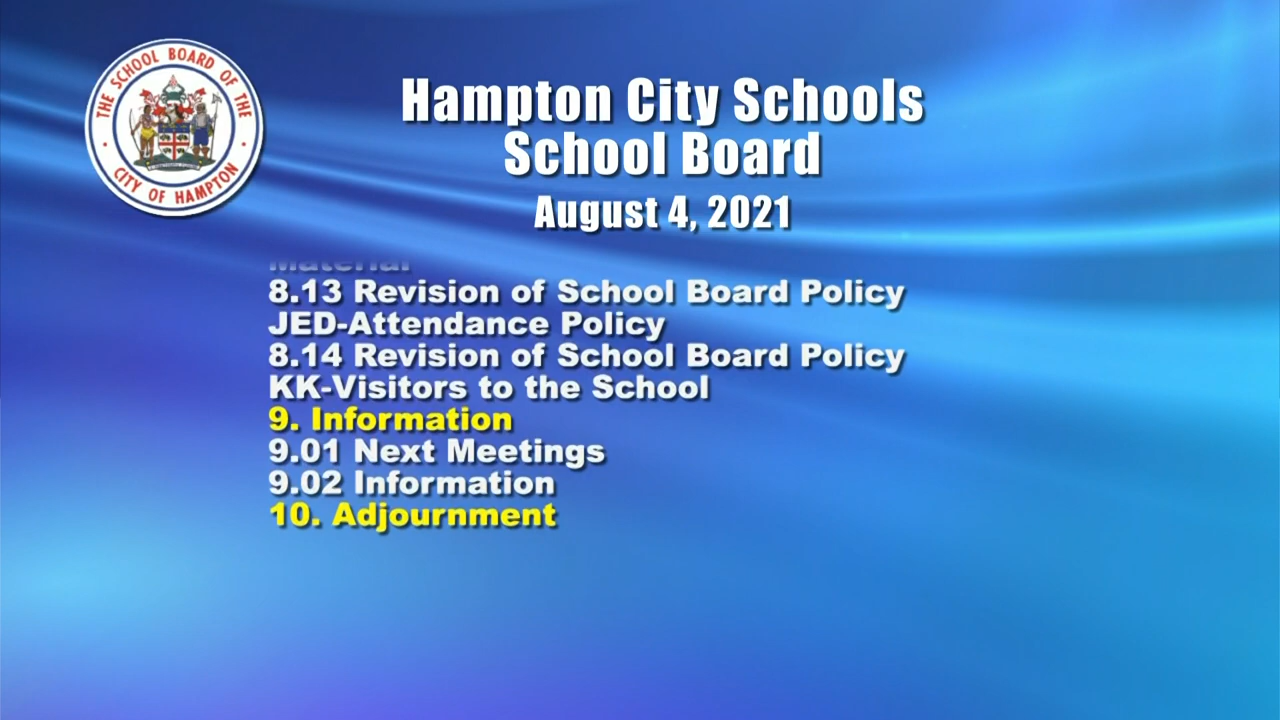 THE SCHOOL BOARD OF THE
CITY OF HAMPTON
Hampton City Schools
School Board
August 4, 2021
Material
8.13 Revision of School Board Policy
JED-Attendance Policy
8.14 Revision of School Board Policy
KK-Visitors to the School
9. Information
9.01 Next Meetings
9.02 Information
10. Adjournment